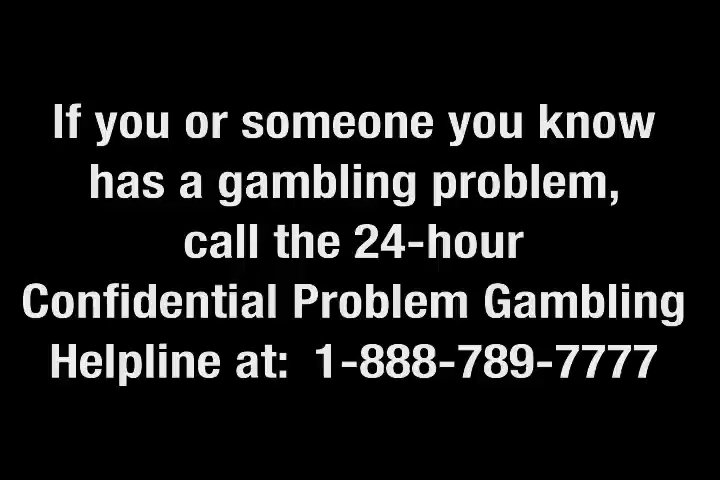 If you or someone you know
has a gambling problem,
call the 24-hour
Confidential Problem Gambling
Helpline at:  1-888-789-7777